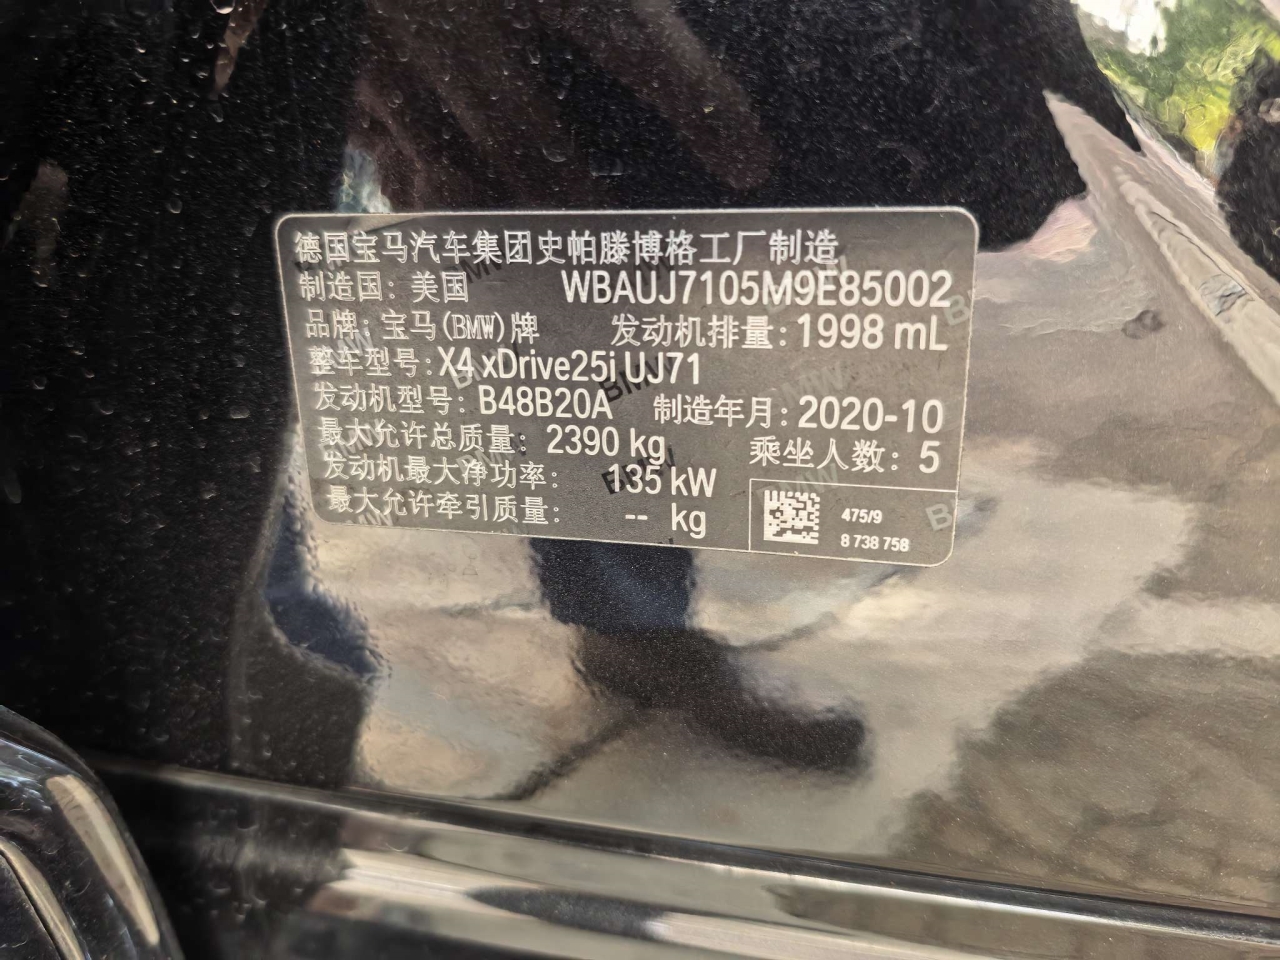 德国宝马汽车集团史帕滕博格工厂制造
制造国：美国 WBAUJ7105M9E85002
品牌：宝马(BMW)牌 发动机排量：1998 mL
整车型号：X4 xDrive25i UJ71
发动机型号：B48B20A 制造年月：2020-10
最大允许总质量：2390 kg 乘坐人数：5
发动机最大净功率：135 kW
最大允许牵引质量：-- kg
475/9
8 738 758